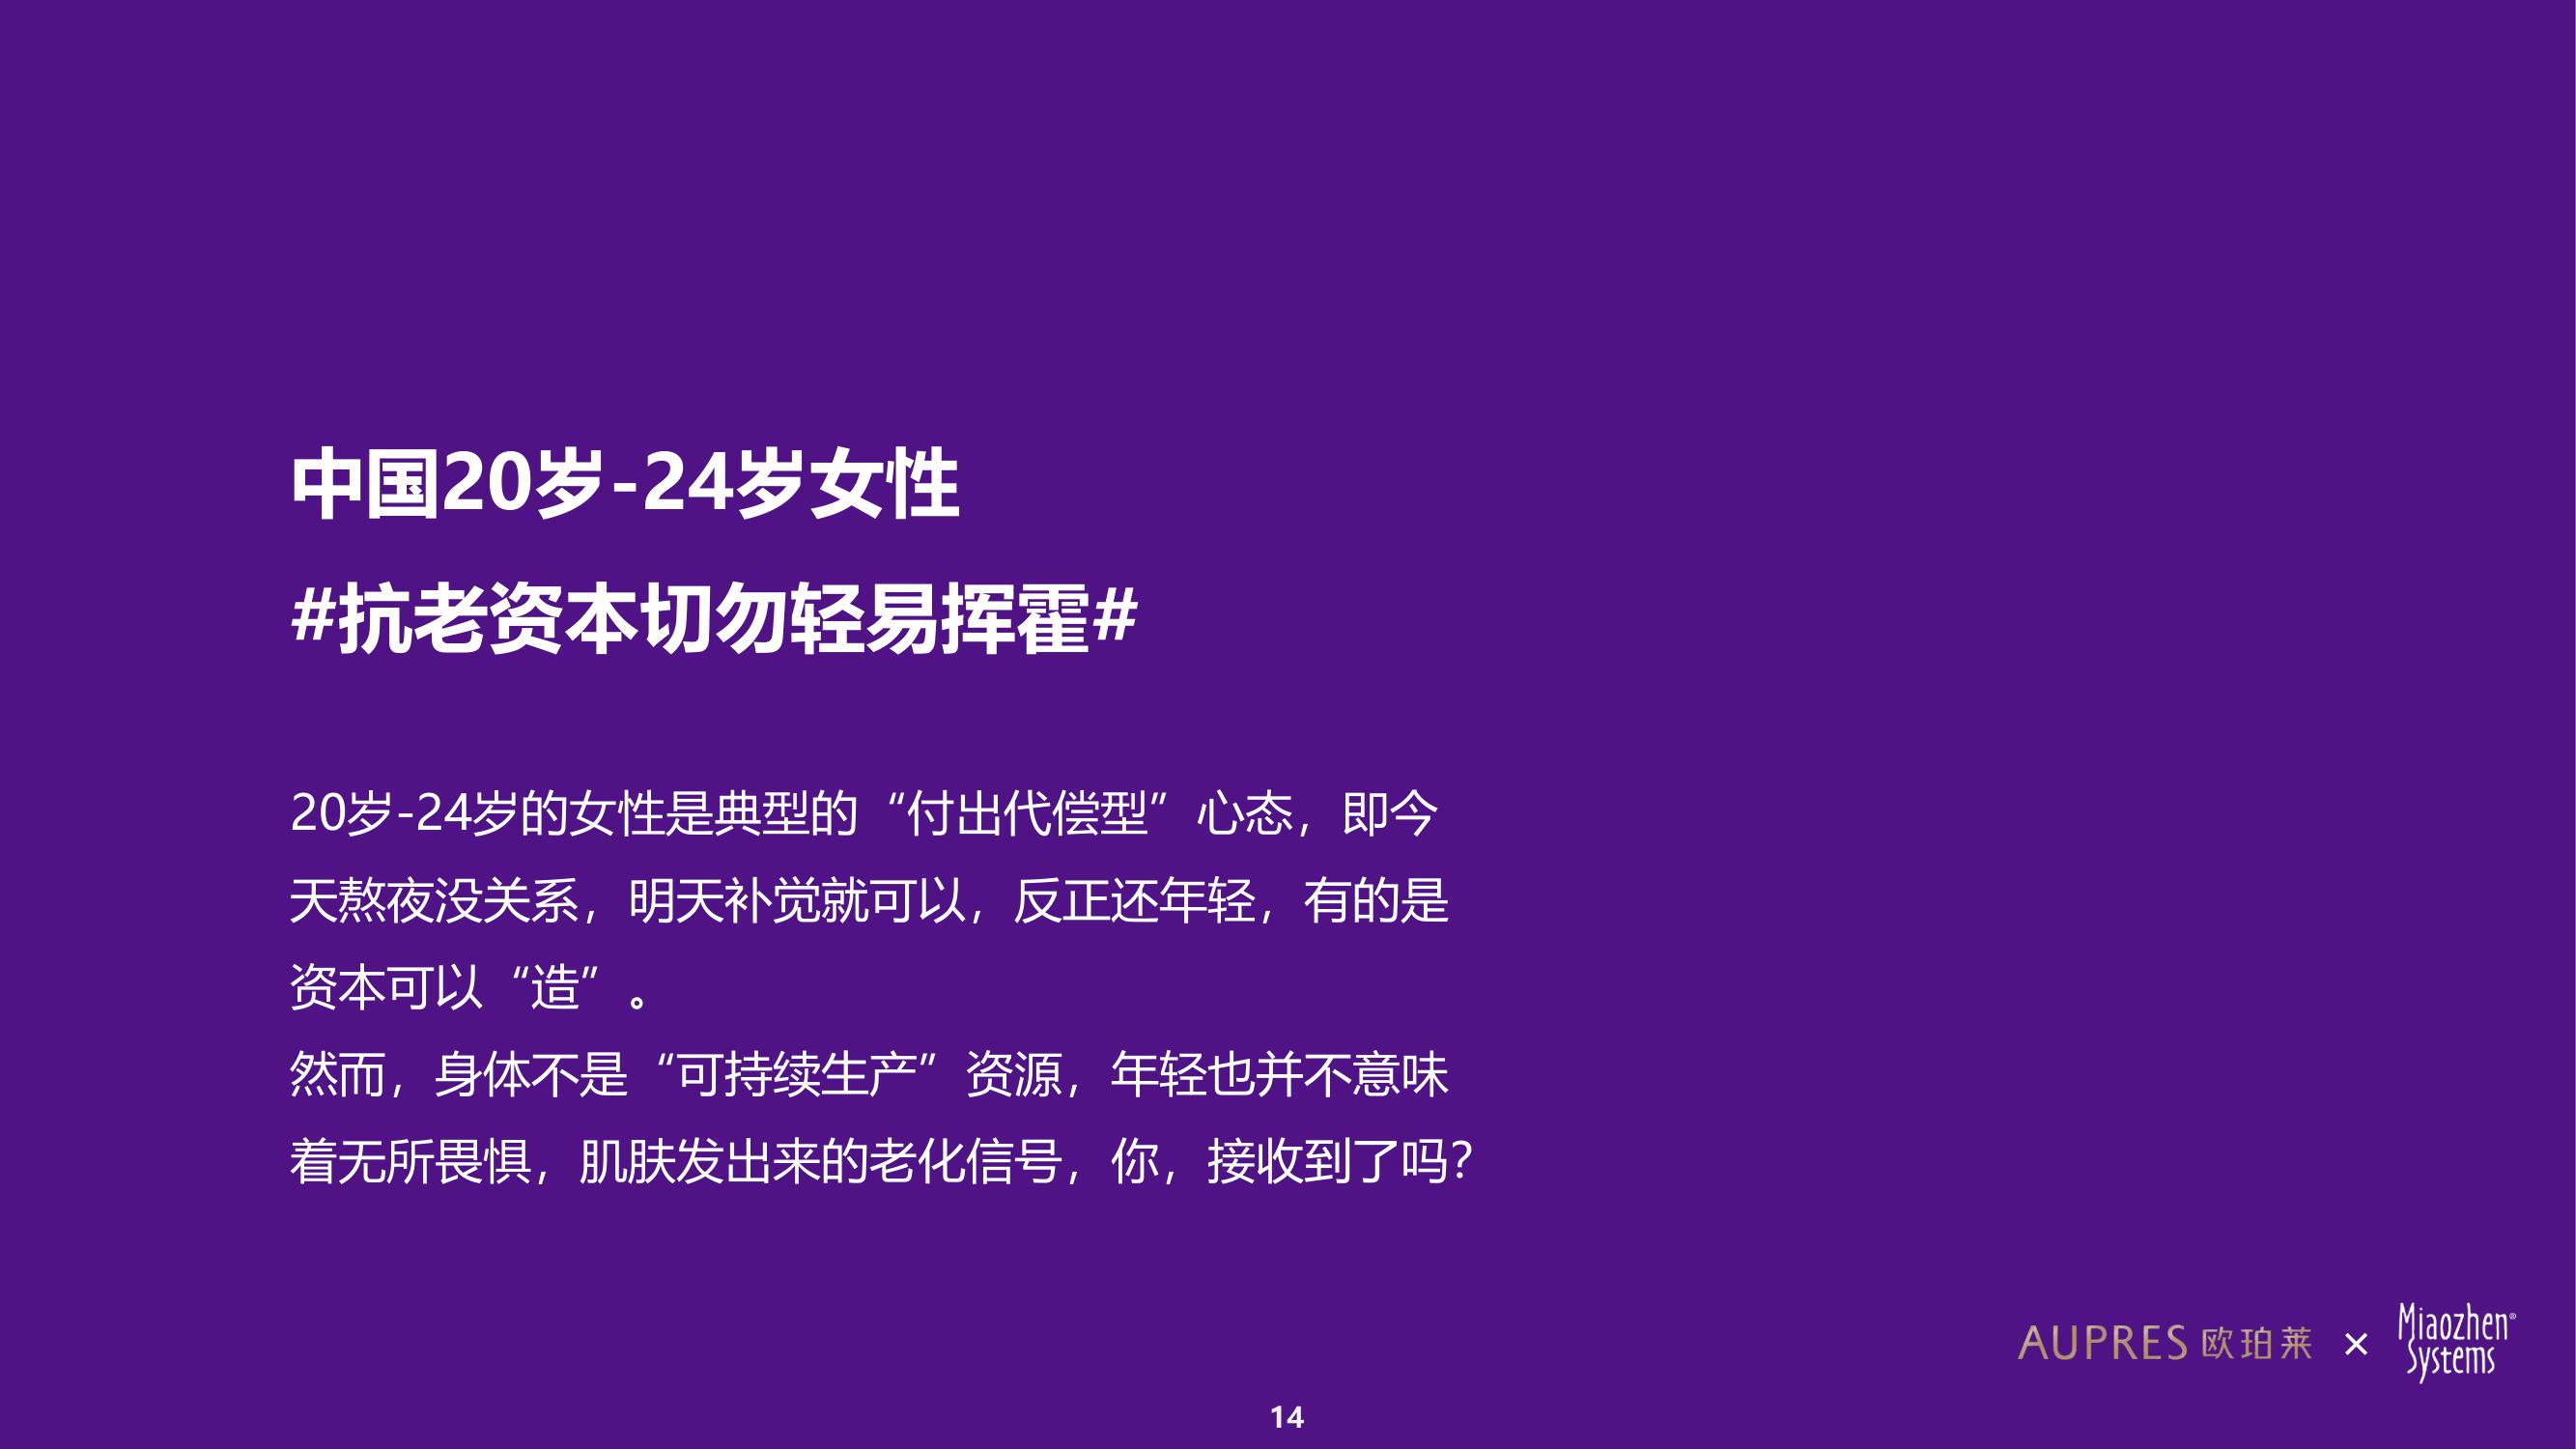 中国20岁-24岁女性
#抗老资本切勿轻易挥霍#
20岁-24岁的女性是典型的“付出代偿型”心态，即今
天熬夜没关系，明天补觉就可以，反正还年轻，有的是
资本可以“造”。
然而，身体不是“可持续生产”资源，年轻也并不意味
着无所畏惧，肌肤发出来的老化信号，你，接收到了吗？
AUPRES 欧珀莱 × Miaozhen®
Systems
14